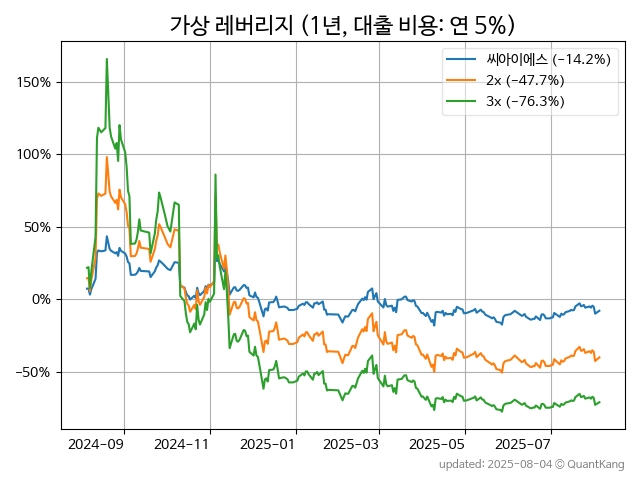 가상 레버리지 (1년, 대출 비용: 연 5%)
씨아이에스 (-14.2%)
2x (-47.7%)
3x (-76.3%)
150%
100%
50%
0%
-50%
2024-09 2024-11 2025-01 2025-03 2025-05 2025-07
updated: 2025-08-04 © QuantKang